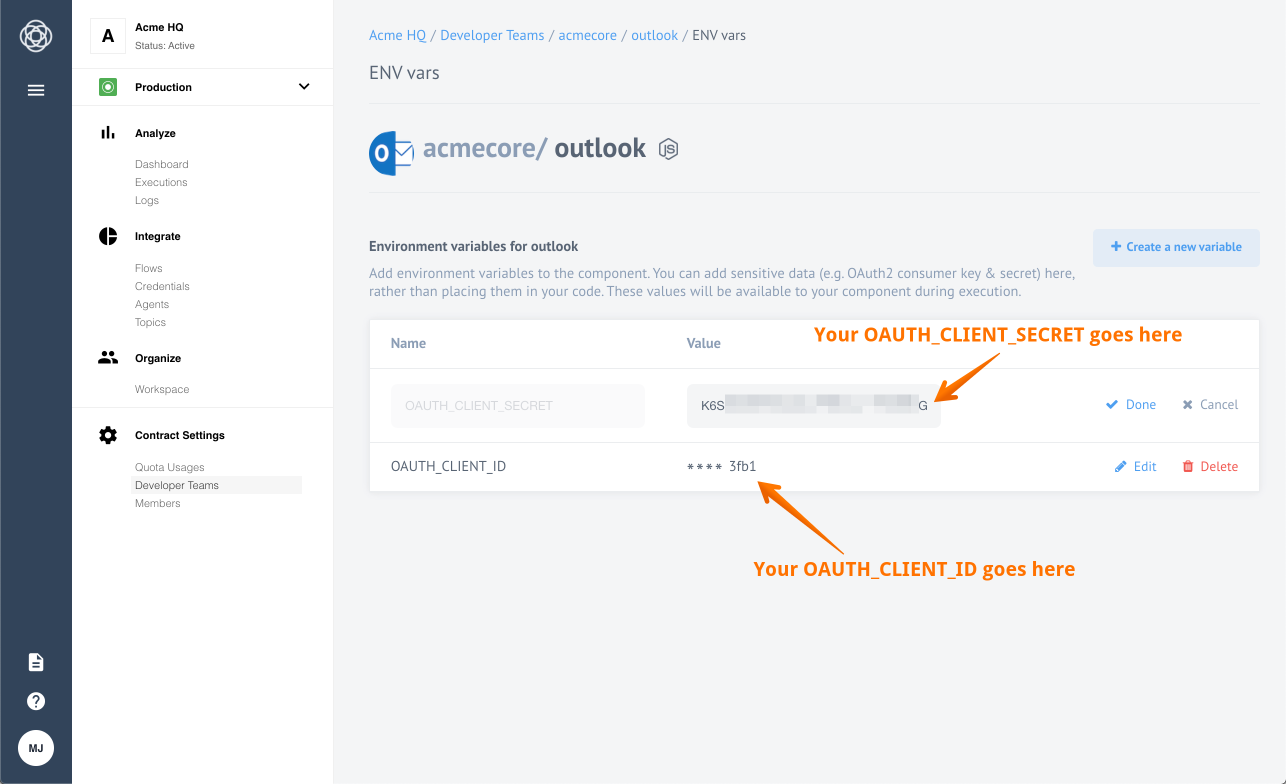 A
Acme HQ
Status: Active
Production
Analyze
Dashboard
Executions
Logs
Integrate
Flows
Credentials
Agents
Topics
Organize
Workspace
Contract Settings
Quota Usages
Developer Teams
Members
MJ
Acme HQ / Developer Teams / acmecore / outlook / ENV vars
ENV vars
O acmecore/ outlook JS
Environment variables for outlook
Create a new variable
Add environment variables to the component. You can add sensitive data (e.g. OAuth2 consumer key & secret) here,
rather than placing them in your code. These values will be available to your component during execution.
Your OAUTH_CLIENT_SECRET goes here
Name Value
OAUTH_CLIENT_SECRET K6S G Done Cancel
OAUTH_CLIENT_ID **** 3fb1 Edit Delete
Your OAUTH_CLIENT_ID goes here